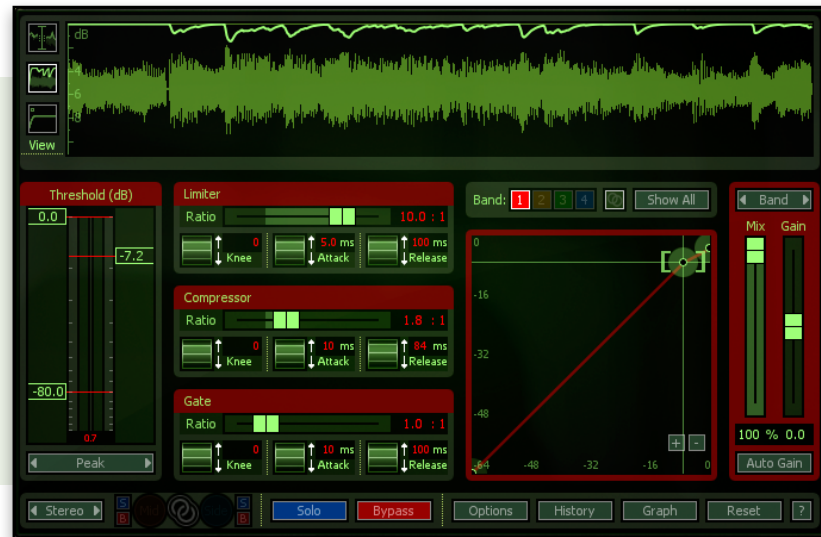 dB
-4
-6
-8
View
Threshold (dB)
0.0
-7.2
-80.0
0.7
Peak
Limiter
Ratio 10.0 : 1
0 Knee
5.0 ms Attack
100 ms Release
Compressor
Ratio 1.8 : 1
0 Knee
10 ms Attack
84 ms Release
Gate
Ratio 1.0 : 1
0 Knee
10 ms Attack
100 ms Release
Band: 1 2 3 4 Show All
0
-16
-32
-48
-64 -48 -32 -16 0
+ -
Band
Mix Gain
100 % 0.0
Auto Gain
Stereo S B Mid S B Solo Bypass Options History Graph Reset ?